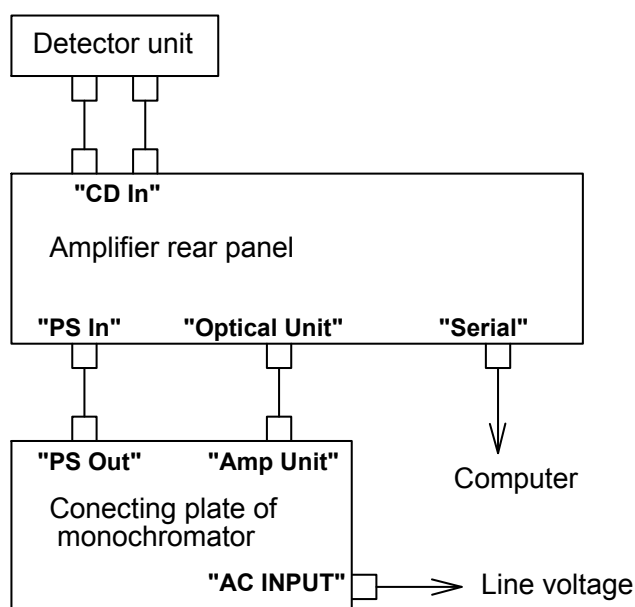 Detector unit
"CD In"
Amplifier rear panel
"PS In" "Optical Unit" "Serial"
"PS Out" "Amp Unit"
Computer
Conecting plate of
monochromator
"AC INPUT"
Line voltage